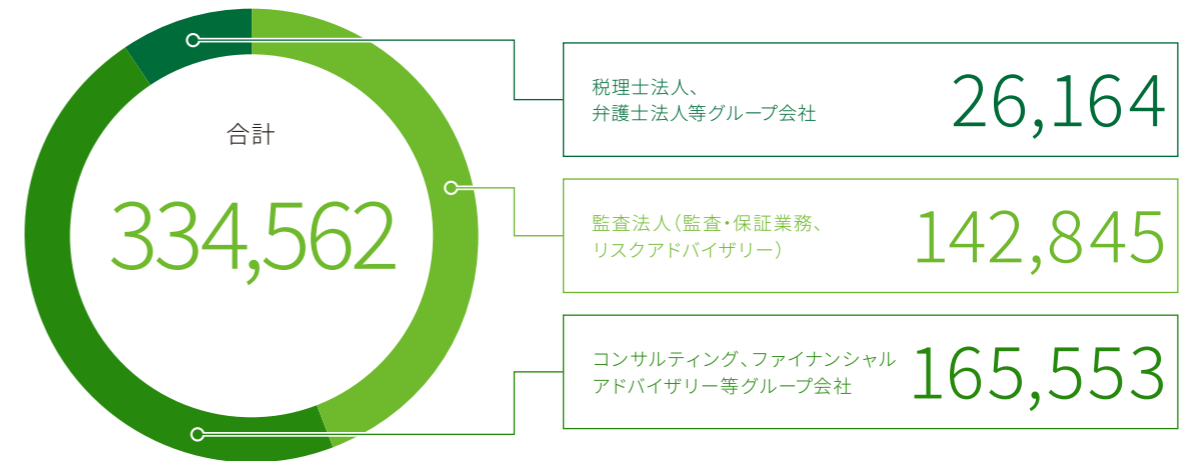 合計
334,562
税理士法人、
弁護士法人等グループ会社
26,164
監査法人（監査・保証業務、
リスクアドバイザリー）
142,845
コンサルティング、ファイナンシャル
アドバイザリー等グループ会社
165,553